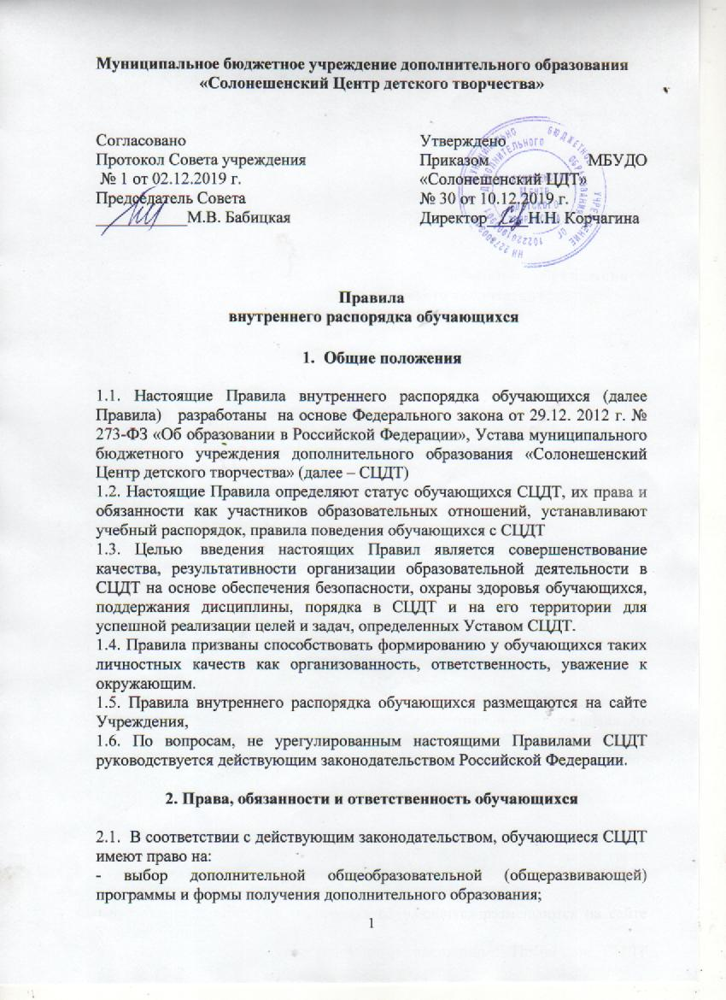 Муниципальное бюджетное учреждение дополнительного образования
«Солонешенский Центр детского творчества»
Согласовано
Протокол Совета учреждения
№ 1 от 02.12.2019 г.
Председатель Совета
___________М.В. Бабицкая
Утверждено
Приказом МБУДО
«Солонешенский ЦДТ»
№ 30 от 10.12.2019 г.
Директор_____Н.Н. Корчагина
Правила
внутреннего распорядка обучающихся
1. Общие положения
1.1. Настоящие Правила внутреннего распорядка обучающихся (далее
Правила) разработаны на основе Федерального закона от 29.12. 2012 г. №
273-ФЗ «Об образовании в Российской Федерации», Устава муниципального
бюджетного учреждения дополнительного образования «Солонешенский
Центр детского творчества» (далее – СЦДТ)
1.2. Настоящие Правила определяют статус обучающихся СЦДТ, их права и
обязанности как участников образовательных отношений, устанавливают
учебный распорядок, правила поведения обучающихся с СЦДТ
1.3. Целью введения настоящих Правил является совершенствование
качества, результативности организации образовательной деятельности в
СЦДТ на основе обеспечения безопасности, охраны здоровья обучающихся,
поддержания дисциплины, порядка в СЦДТ и на его территории для
успешной реализации целей и задач, определенных Уставом СЦДТ.
1.4. Правила призваны способствовать формированию у обучающихся таких
личностных качеств как организованность, ответственность, уважение к
окружающим.
1.5. Правила внутреннего распорядка обучающихся размещаются на сайте
Учреждения,
1.6. По вопросам, не урегулированным настоящими Правилами СЦДТ
руководствуется действующим законодательством Российской Федерации.
2. Права, обязанности и ответственность обучающихся
2.1. В соответствии с действующим законодательством, обучающиеся СЦДТ
имеют право на:
- выбор дополнительной общеобразовательной (общеразвивающей)
программы и формы получения дополнительного образования;
1